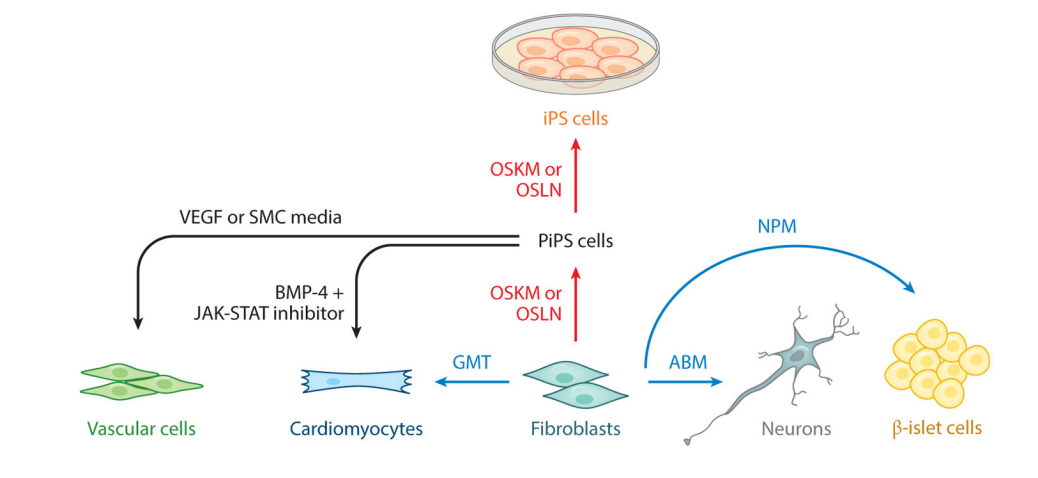 iPS cells
OSKM or
OSLN
VEGF or SMC media
PiPS cells
NPM
BMP-4 +
JAK-STAT inhibitor
OSKM or
OSLN
GMT
ABM
Vascular cells
Cardiomyocytes
Fibroblasts
Neurons
β-islet cells